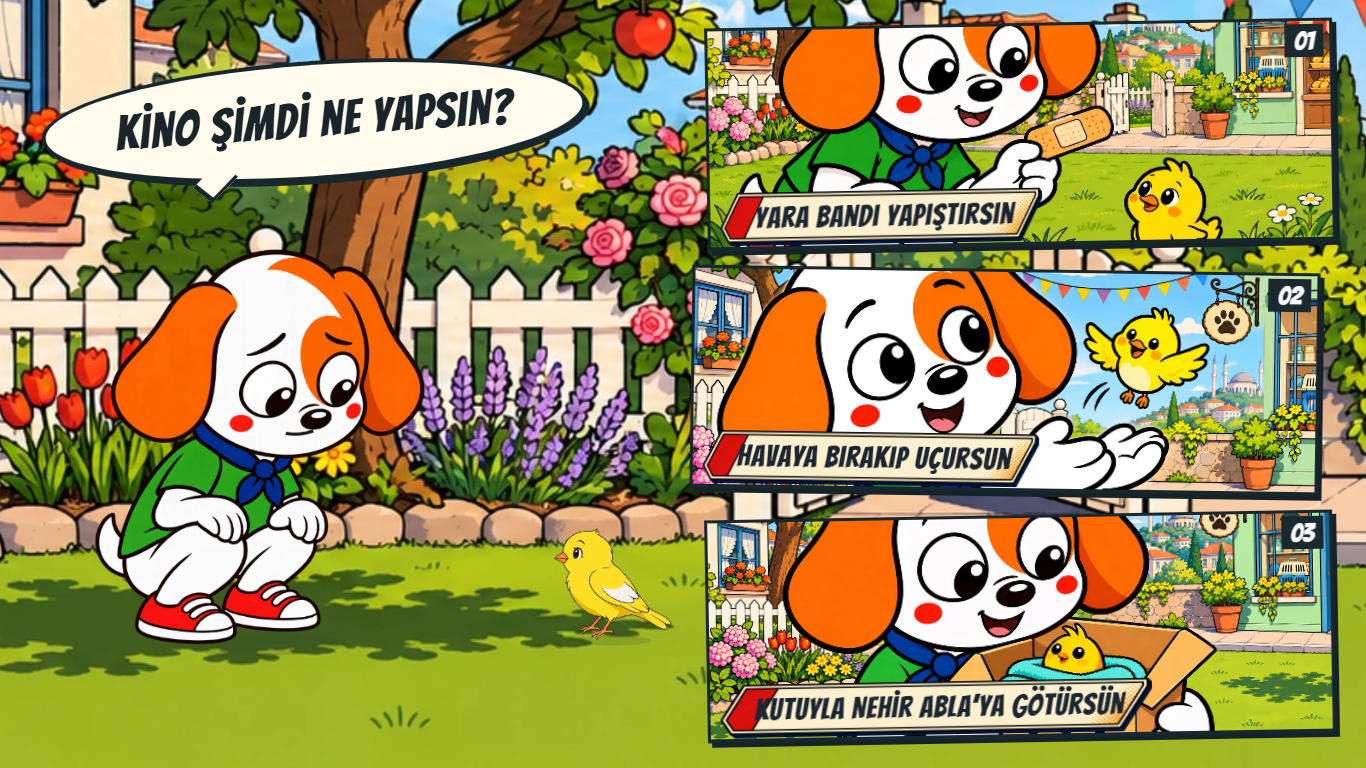 KİNO ŞİMDİ NE YAPSIN?
01
YARA BANDI YAPIŞTIRSIN
02
HAVAYA BIRAKIP UÇURSUN
03
KUTUYLA NEHİR ABLA'YA GÖTÜRSÜN